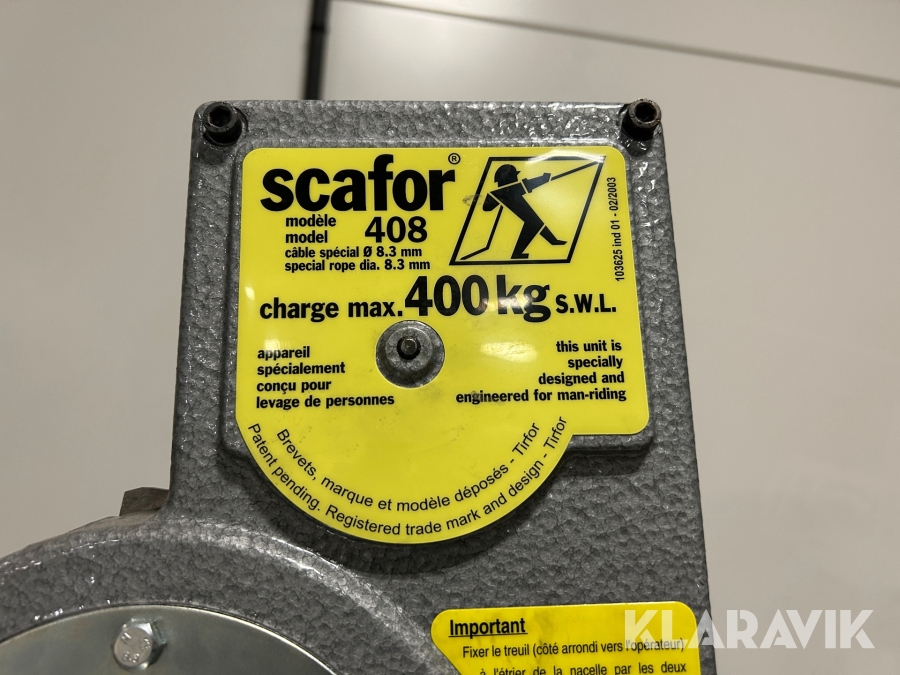 scafor®
modèle
model 408
câble spécial Ø 8.3 mm
special rope dia. 8.3 mm
103625 ind 01 - 02/2003
charge max. 400 kg S.W.L.
appareil
spécialement
conçu pour
levage de personnes
this unit is
specially
designed and
engineered for man-riding
Brevets, marque et modèle déposés - Tirfor
Patent pending. Registered trade mark and design - Tirfor
Important
Fixer le treuil (côté arrondi vers l'opérateur)
à l'étrier de la nacelle par les deux
KLARAVIK